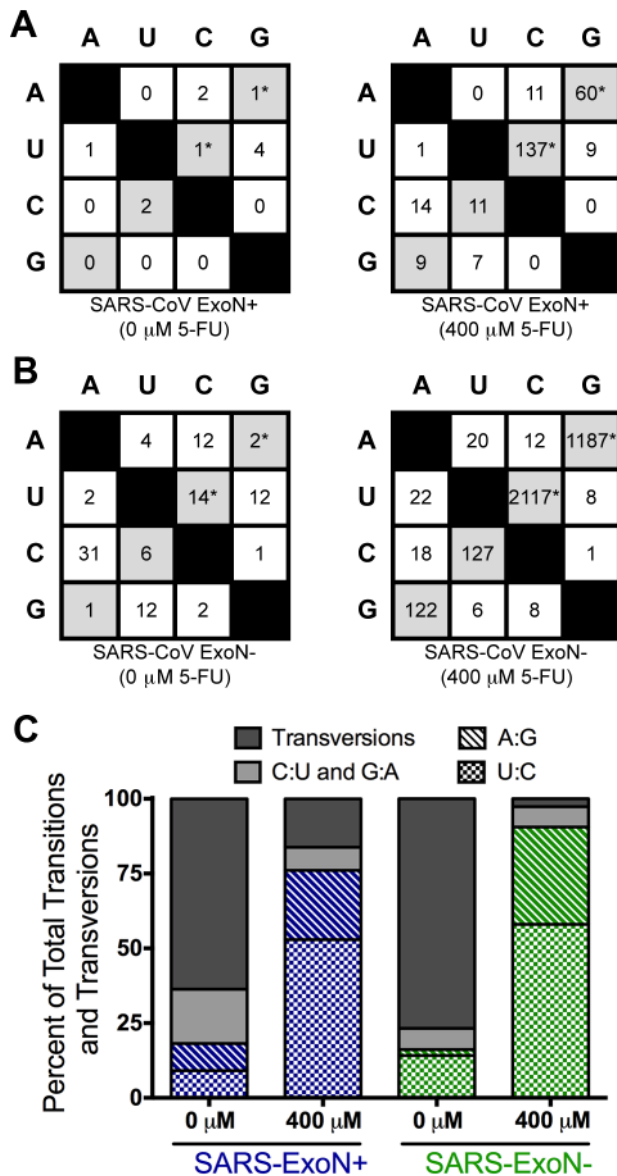 A
A U C G A U C G
A 0 2 1* A 0 11 60*
U 1 1* 4 U 1 137* 9
C 0 2 0 C 14 11 0
G 0 0 0 G 9 7 0
SARS-CoV ExoN+ SARS-CoV ExoN+
(0 μM 5-FU) (400 μM 5-FU)
B
A U C G A U C G
A 4 12 2* A 20 12 1187*
U 2 14* 12 U 22 2117* 8
C 31 6 1 C 18 127 1
G 1 12 2 G 122 6 8
SARS-CoV ExoN- SARS-CoV ExoN-
(0 μM 5-FU) (400 μM 5-FU)
C
Transversions A:G
C:U and G:A U:C
Percent of Total Transitions
and Transversions
100
75
50
25
0
0 μM 400 μM 0 μM 400 μM
SARS-ExoN+ SARS-ExoN-